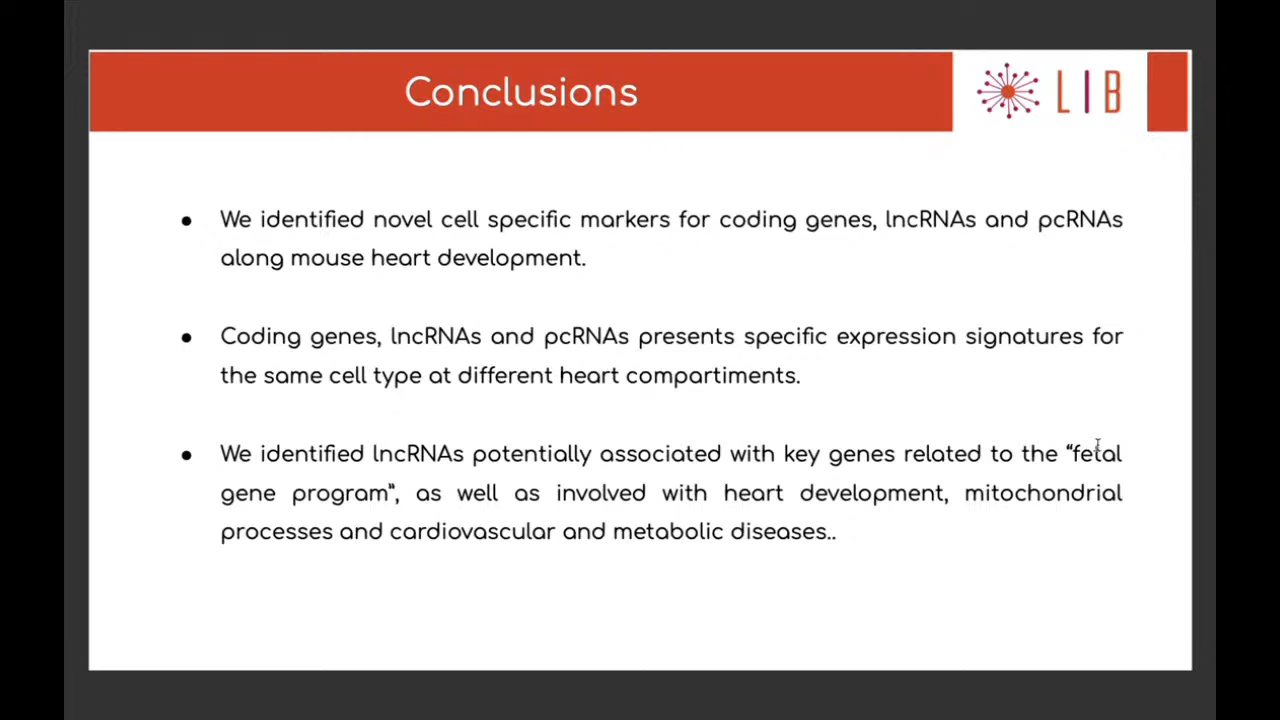 Conclusions
LIB
● We identified novel cell specific markers for coding genes, lncRNAs and pcRNAs
along mouse heart development.
● Coding genes, lncRNAs and pcRNAs presents specific expression signatures for
the same cell type at different heart compartiments.
● We identified lncRNAs potentially associated with key genes related to the “fetal
gene program”, as well as involved with heart development, mitochondrial
processes and cardiovascular and metabolic diseases..